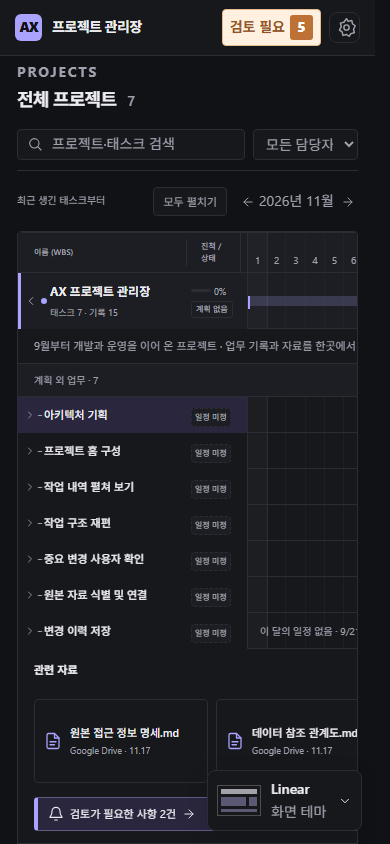 AX 프로젝트 관리장 검토 필요 5
PROJECTS
전체 프로젝트 7
프로젝트·태스크 검색 모든 담당자
최근 생긴 태스크부터 모두 펼치기 ← 2026년 11월 →
이름 (WBS) 진척 / 상태 1 2 3 4 5 6
AX 프로젝트 관리장 0%
태스크 7 · 기록 15 계획 없음
9월부터 개발과 운영을 이어 온 프로젝트 · 업무 기록과 자료를 한곳에서
계획 외 업무 · 7
아키텍처 기획 일정 미정
프로젝트 홈 구성 일정 미정
작업 내역 펼쳐 보기 일정 미정
작업 구조 재편 일정 미정
중요 변경 사용자 확인 일정 미정
원본 자료 식별 및 연결 일정 미정
변경 이력 저장 일정 미정 이 달의 일정 없음 · 9/21
관련 자료
원본 접근 정보 명세.md 데이터 참조 관계도.md
Google Drive · 11.17 Google Drive · 11.17
Linear
화면 테마
검토가 필요한 사항 2건 →